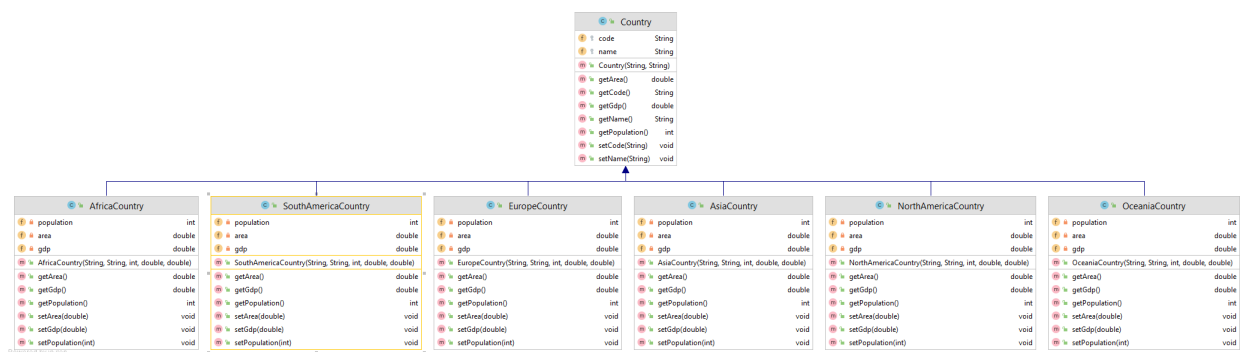 Country
code String
name String
Country(String, String)
getArea() double
getCode() String
getGdp() double
getName() String
getPopulation() int
setCode(String) void
setName(String) void
AfricaCountry
population int
area double
gdp double
AfricaCountry(String, String, int, double, double)
getArea() double
getGdp() double
getPopulation() int
setArea(double) void
setGdp(double) void
setPopulation(int) void
SouthAmericaCountry
population int
area double
gdp double
SouthAmericaCountry(String, String, int, double, double)
getArea() double
getGdp() double
getPopulation() int
setArea(double) void
setGdp(double) void
setPopulation(int) void
EuropeCountry
population int
area double
gdp double
EuropeCountry(String, String, int, double, double)
getArea() double
getGdp() double
getPopulation() int
setArea(double) void
setGdp(double) void
setPopulation(int) void
AsiaCountry
population int
area double
gdp double
AsiaCountry(String, String, int, double, double)
getArea() double
getGdp() double
getPopulation() int
setArea(double) void
setGdp(double) void
setPopulation(int) void
NorthAmericaCountry
population int
area double
gdp double
NorthAmericaCountry(String, String, int, double, double)
getArea() double
getGdp() double
getPopulation() int
setArea(double) void
setGdp(double) void
setPopulation(int) void
OceaniaCountry
population int
area double
gdp double
OceaniaCountry(String, String, int, double, double)
getArea() double
getGdp() double
getPopulation() int
setArea(double) void
setGdp(double) void
setPopulation(int) void